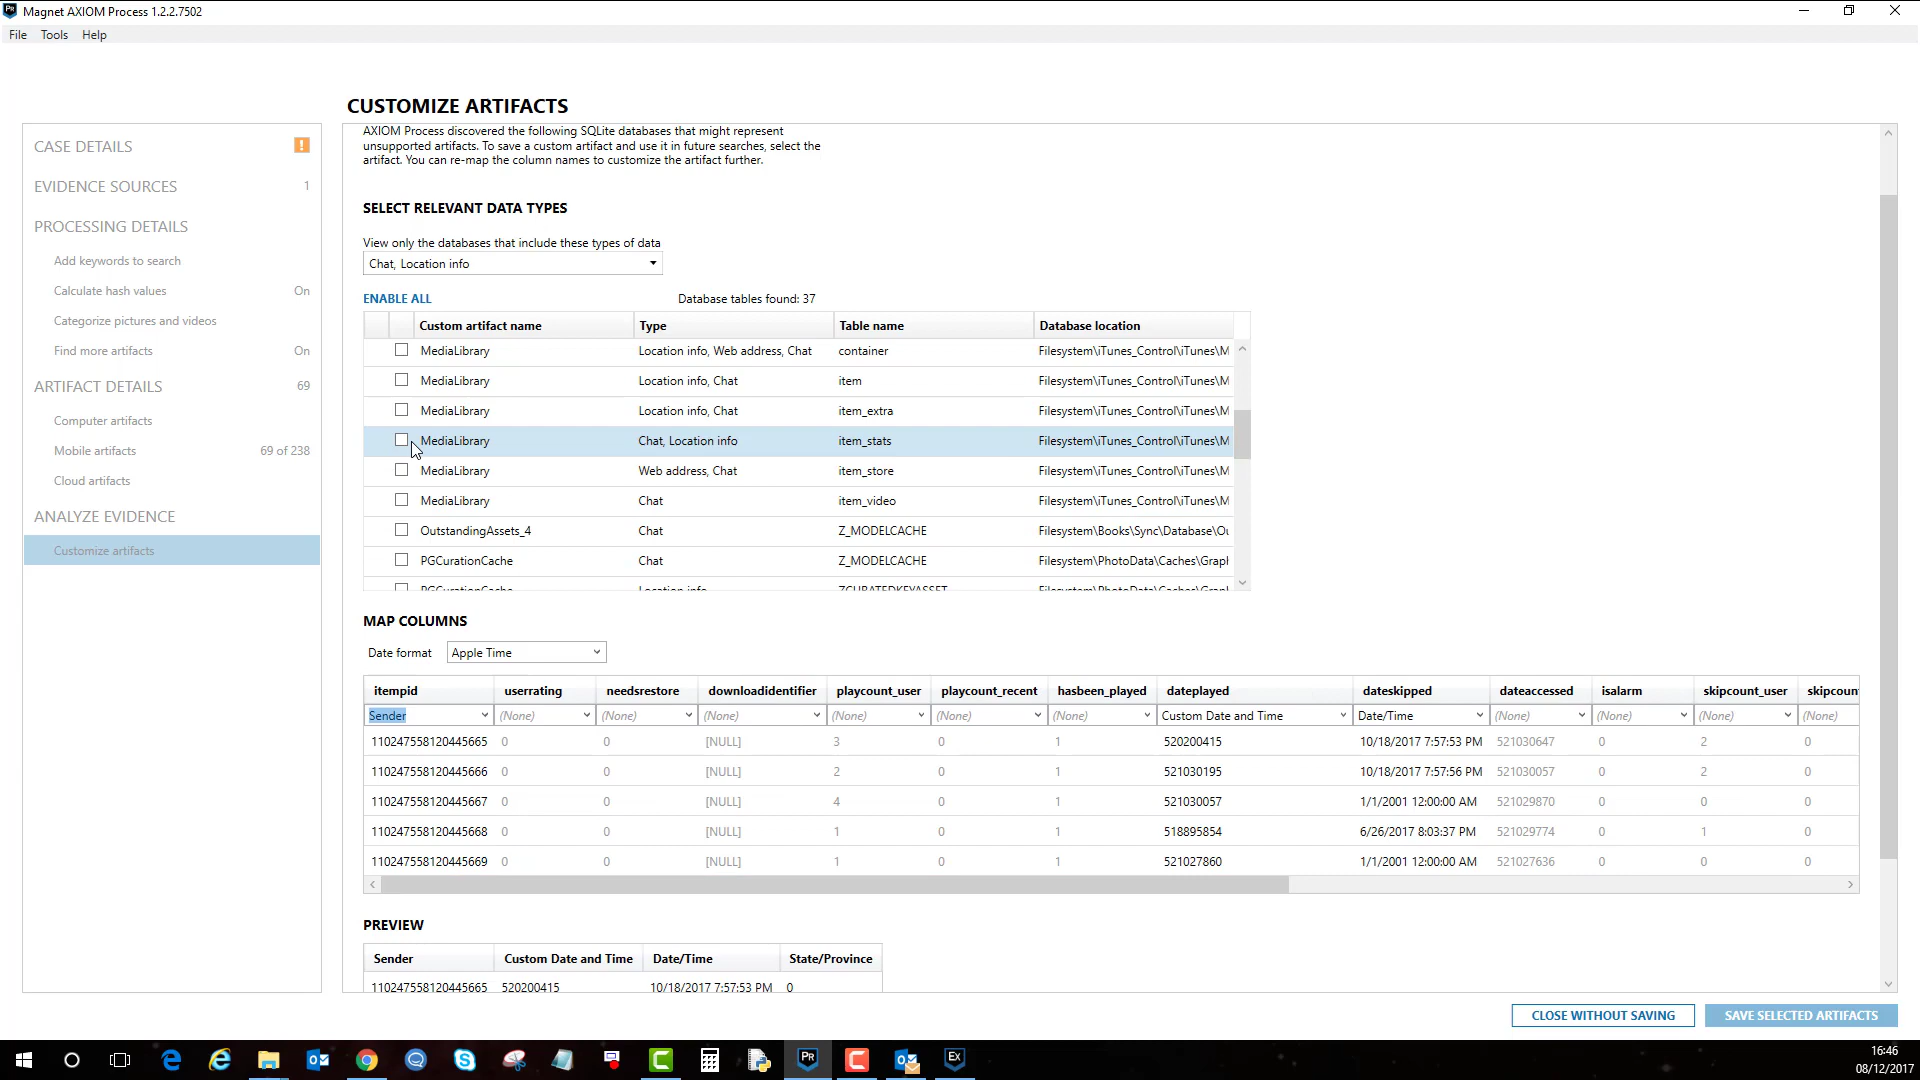 Magnet AXIOM Process 1.2.2.7502
File Tools Help
CUSTOMIZE ARTIFACTS
CASE DETAILS !
EVIDENCE SOURCES 1
PROCESSING DETAILS
Add keywords to search
Calculate hash values On
Categorize pictures and videos
Find more artifacts On
ARTIFACT DETAILS 69
Computer artifacts
Mobile artifacts 69 of 238
Cloud artifacts
ANALYZE EVIDENCE
Customize artifacts
AXIOM Process discovered the following SQLite databases that might represent
unsupported artifacts. To save a custom artifact and use it in future searches, select the
artifact. You can re-map the column names to customize the artifact further.
SELECT RELEVANT DATA TYPES
View only the databases that include these types of data
Chat, Location info
ENABLE ALL Database tables found: 37
Custom artifact name Type Table name Database location
MediaLibrary Location info, Web address, Chat container Filesystem\iTunes_Control\iTunes\M
MediaLibrary Location info, Chat item Filesystem\iTunes_Control\iTunes\M
MediaLibrary Location info, Chat item_extra Filesystem\iTunes_Control\iTunes\M
MediaLibrary Chat, Location info item_stats Filesystem\iTunes_Control\iTunes\M
MediaLibrary Web address, Chat item_store Filesystem\iTunes_Control\iTunes\M
MediaLibrary Chat item_video Filesystem\iTunes_Control\iTunes\M
OutstandingAssets_4 Chat Z_MODELCACHE Filesystem\Books\Sync\Database\Ou
PGCurationCache Chat Z_MODELCACHE Filesystem\PhotoData\Caches\Graph
PGCurationCache Location info ZCURATEDKEYASSET Filesystem\PhotoData\Caches\Graph
MAP COLUMNS
Date format Apple Time
itempid userrating needsrestore downloadidentifier playcount_user playcount_recent hasbeen_played dateplayed dateskipped dateaccessed isalarm skipcount_user skipcoun
Sender (None) (None) (None) (None) (None) (None) Custom Date and Time Date/Time (None) (None) (None) (None)
110247558120445665 0 0 [NULL] 3 0 1 520200415 10/18/2017 7:57:53 PM 521030647 0 2 0
110247558120445666 0 0 [NULL] 2 0 1 521030195 10/18/2017 7:57:56 PM 521030057 0 2 0
110247558120445667 0 0 [NULL] 4 0 1 521030057 1/1/2001 12:00:00 AM 521029870 0 0 0
110247558120445668 0 0 [NULL] 1 0 1 518895854 6/26/2017 8:03:37 PM 521029774 0 1 0
110247558120445669 0 0 [NULL] 1 0 1 521027860 1/1/2001 12:00:00 AM 521027636 0 0 0
PREVIEW
Sender Custom Date and Time Date/Time State/Province
110247558120445665 520200415 10/18/2017 7:57:53 PM 0
CLOSE WITHOUT SAVING SAVE SELECTED ARTIFACTS
Pr Ex
16:46
08/12/2017